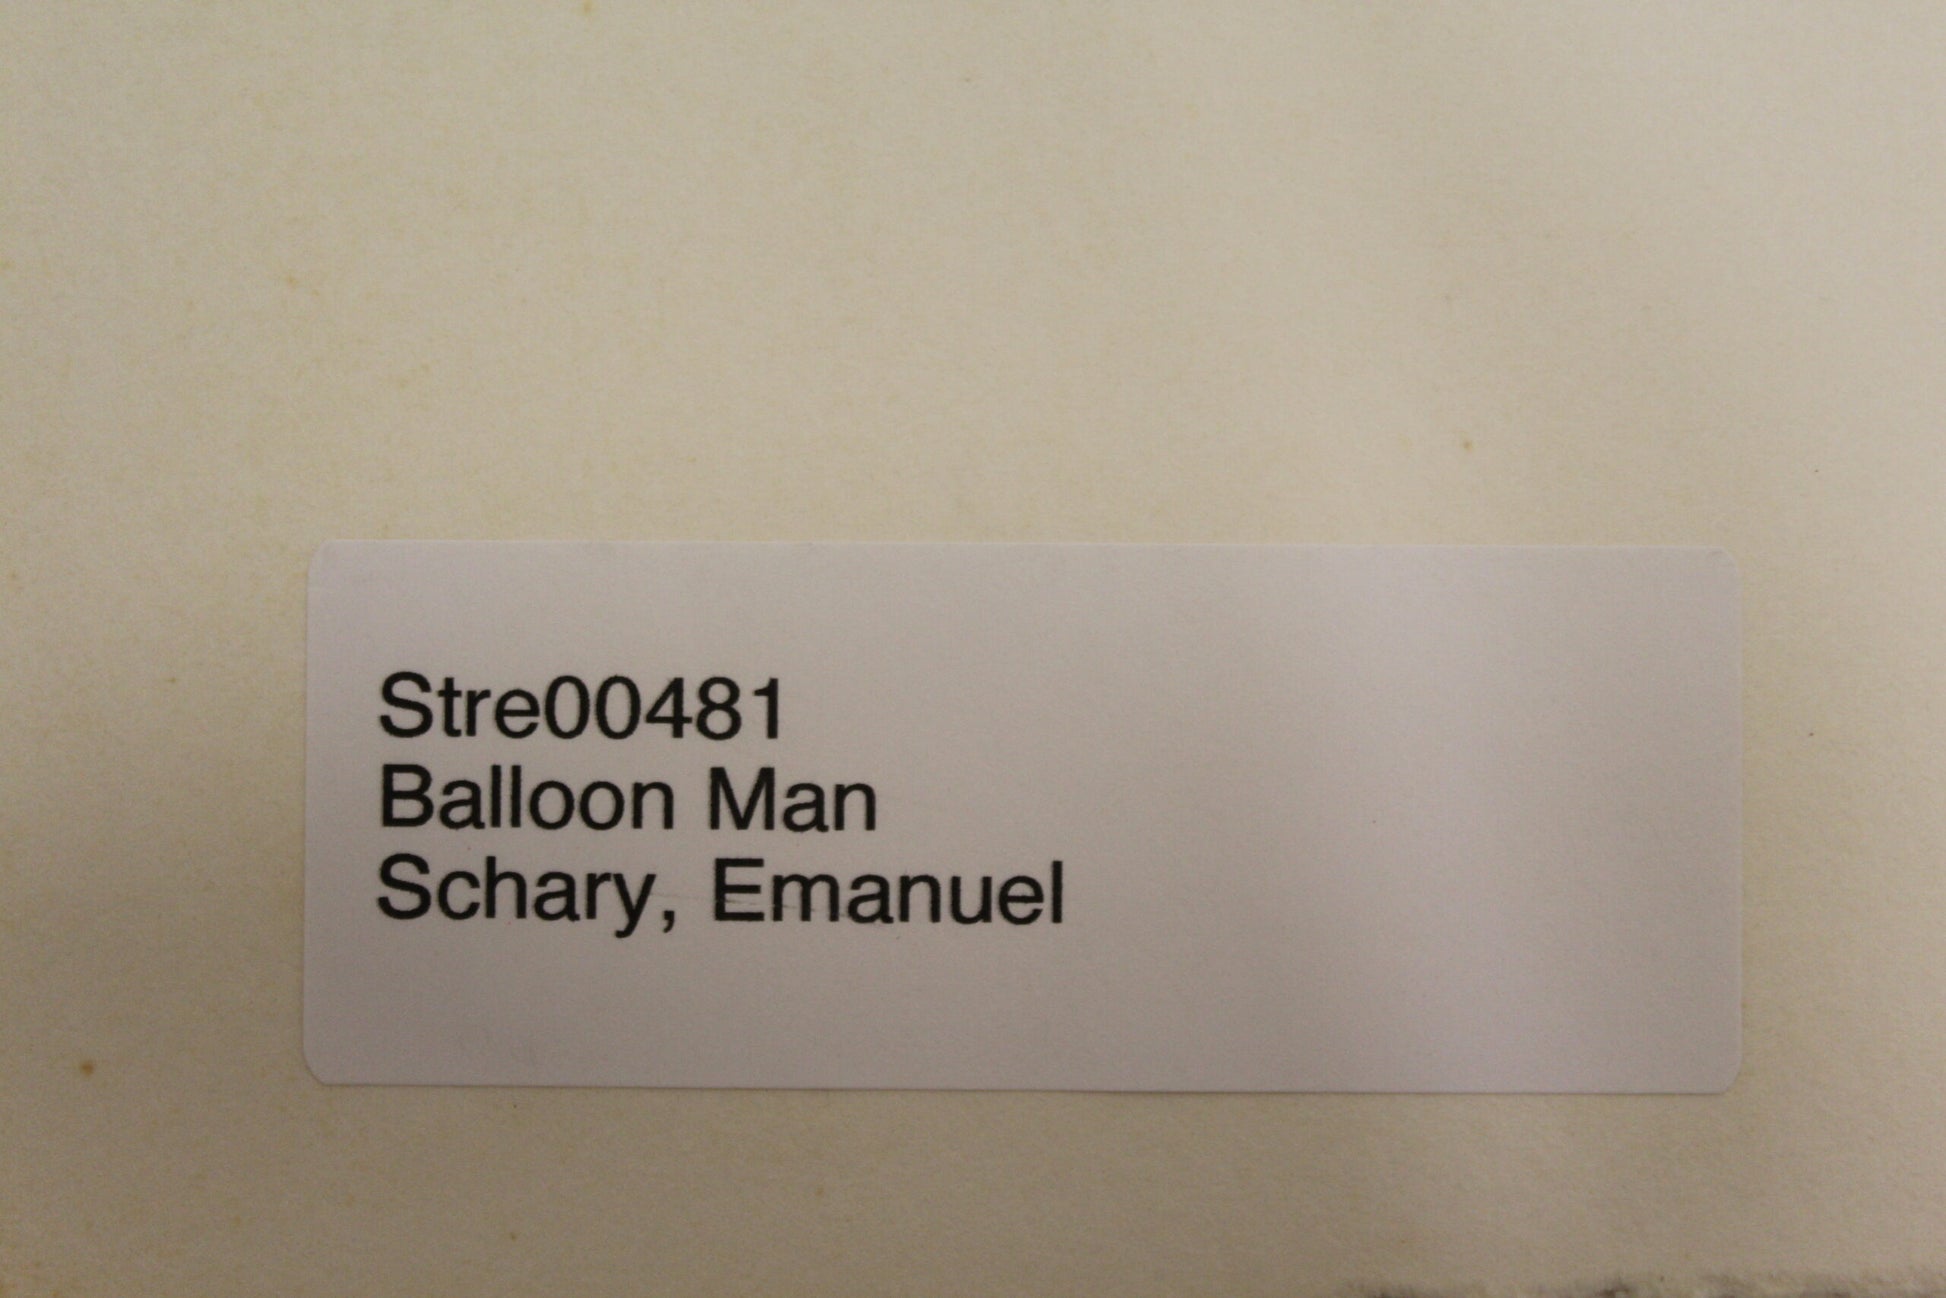 Stre00481
Balloon Man
Schary, Emanuel